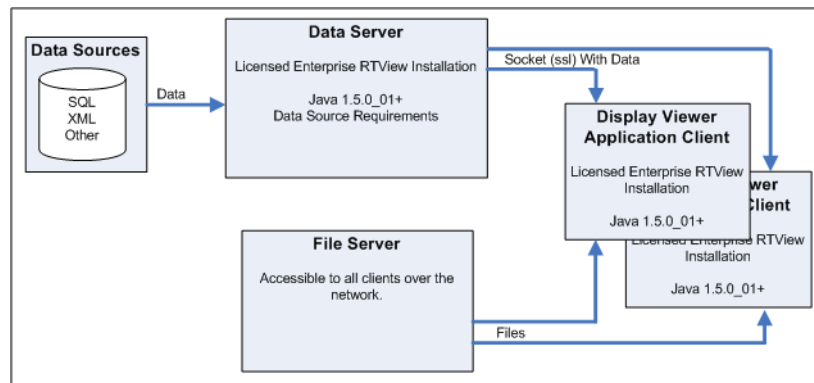 Data Sources
SQL
XML
Other
Data
Data Server
Licensed Enterprise RTView Installation
Java 1.5.0_01+
Data Source Requirements
Socket (ssl) With Data
Display Viewer
Application Client
Licensed Enterprise RTView
Installation
Java 1.5.0_01+
Licensed Enterprise RTView
Installation
Java 1.5.0_01+
File Server
Accessible to all clients over the
network.
Files